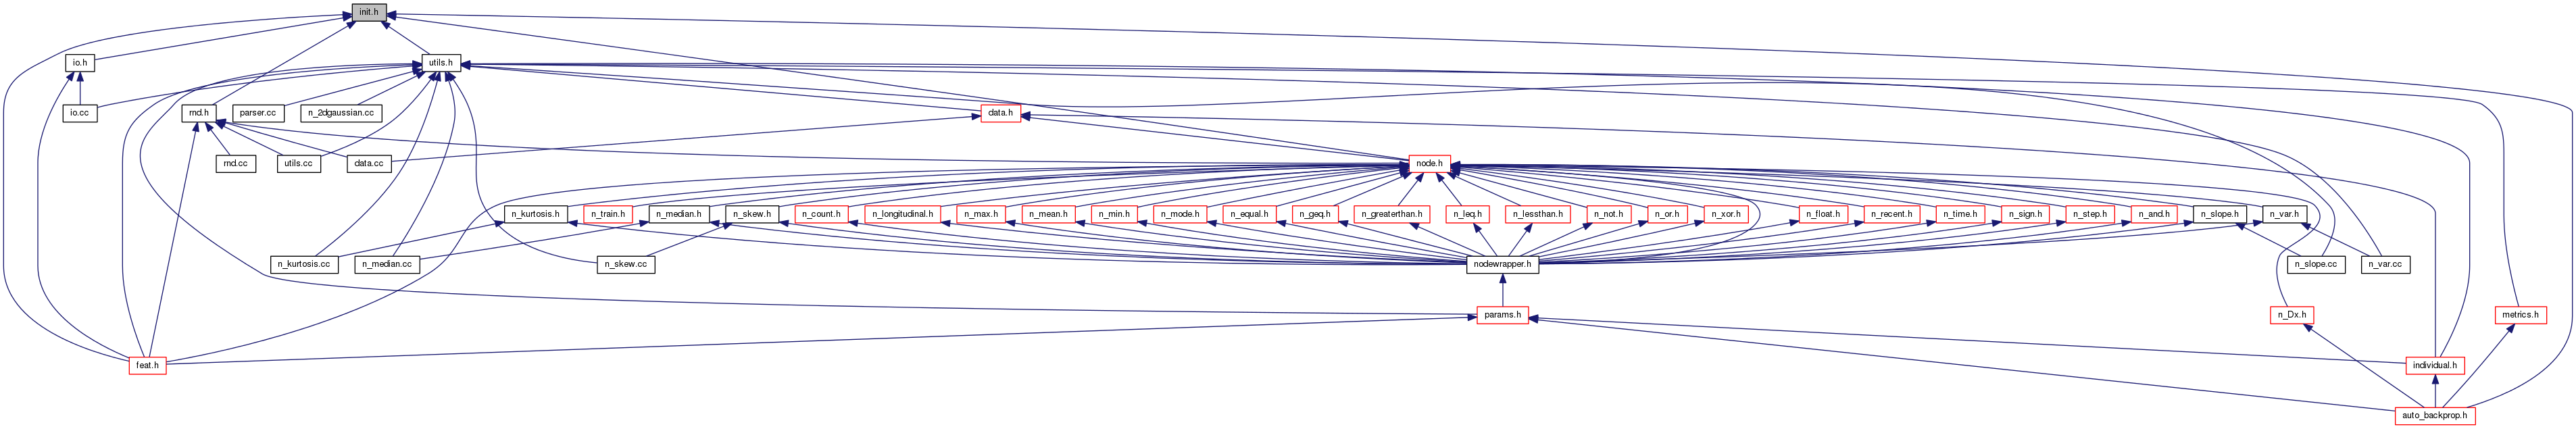 init.h
io.h
utils.h
io.cc
rnd.h
parser.cc
n_2dgaussian.cc
data.h
rnd.cc
utils.cc
data.cc
node.h
n_kurtosis.h
n_train.h
n_median.h
n_skew.h
n_count.h
n_longitudinal.h
n_max.h
n_mean.h
n_min.h
n_mode.h
n_equal.h
n_geq.h
n_greaterthan.h
n_leq.h
n_lessthan.h
n_not.h
n_or.h
n_xor.h
n_float.h
n_recent.h
n_time.h
n_sign.h
n_step.h
n_and.h
n_slope.h
n_var.h
n_kurtosis.cc
n_median.cc
n_skew.cc
nodewrapper.h
n_slope.cc
n_var.cc
params.h
n_Dx.h
metrics.h
feat.h
individual.h
auto_backprop.h